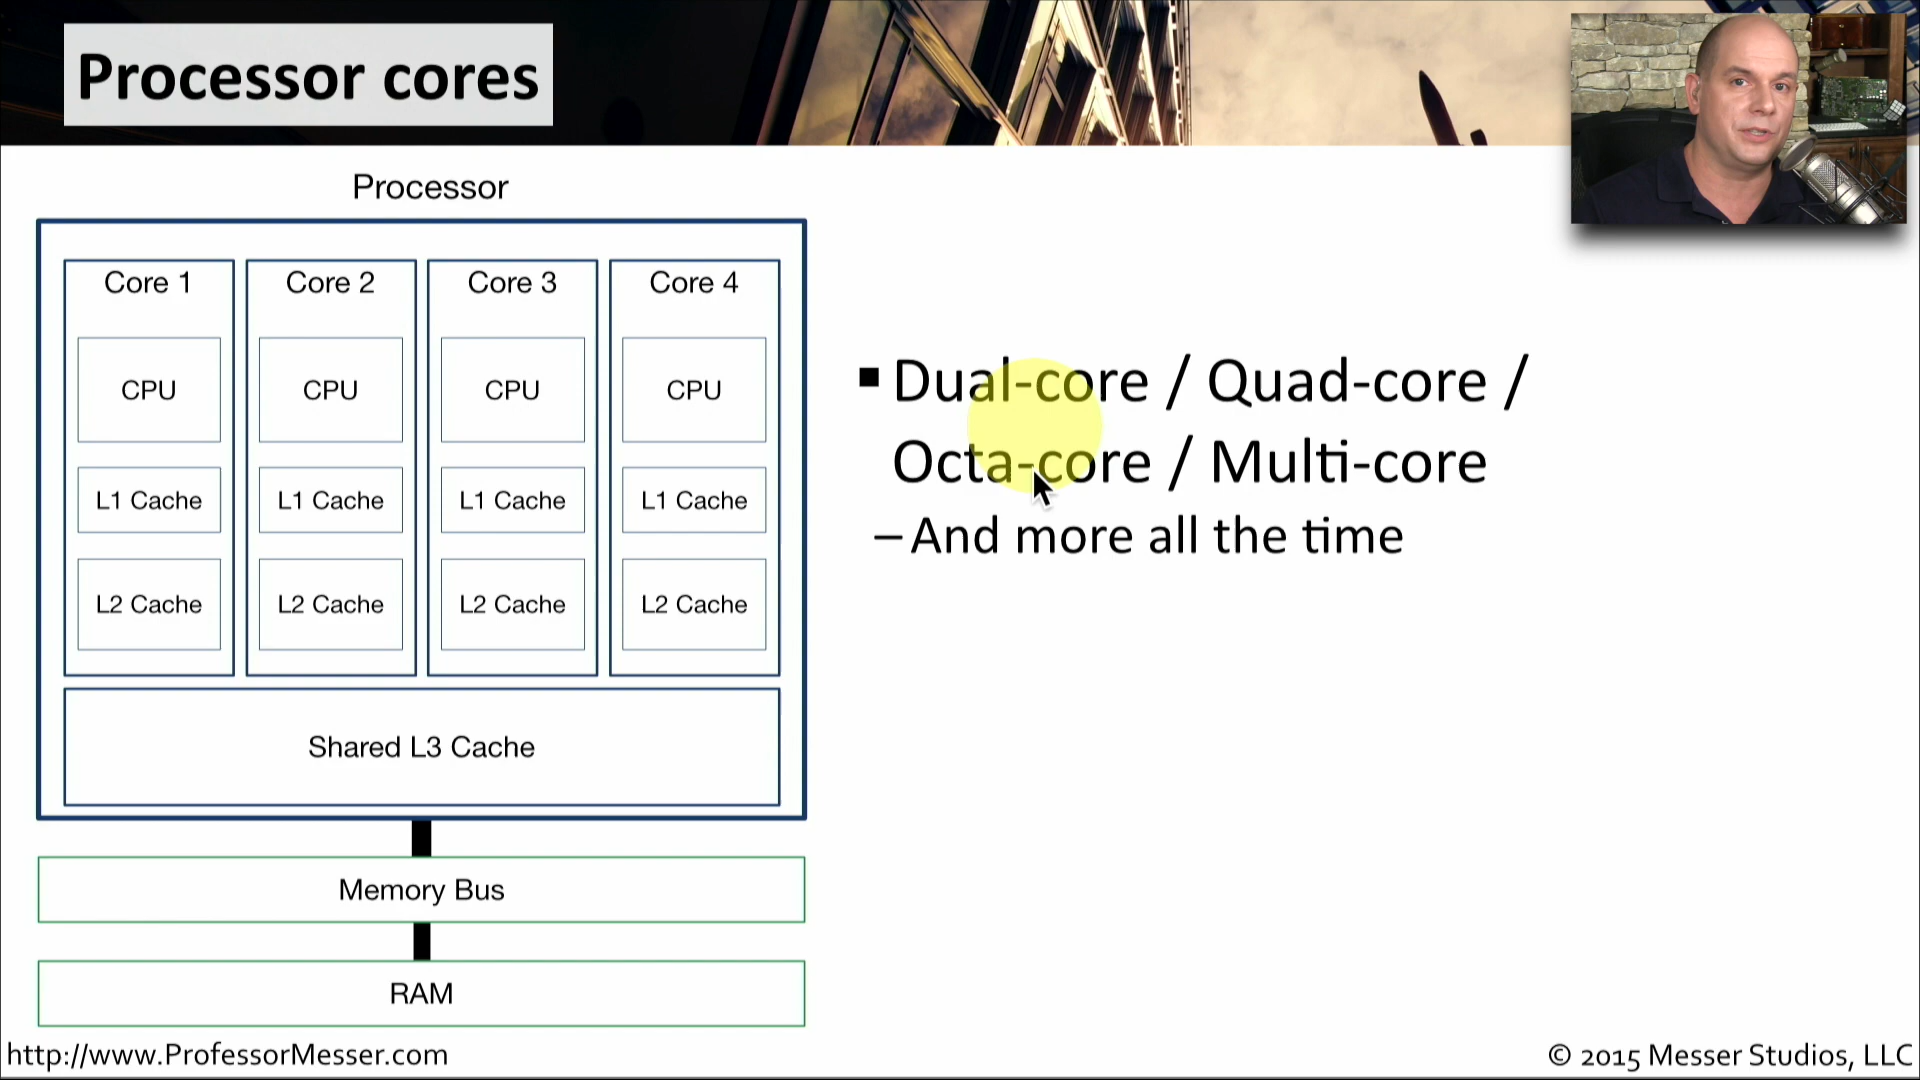 Processor cores
Processor
Core 1 Core 2 Core 3 Core 4
CPU CPU CPU CPU
L1 Cache L1 Cache L1 Cache L1 Cache
L2 Cache L2 Cache L2 Cache L2 Cache
Shared L3 Cache
Memory Bus
RAM
▪ Dual-core / Quad-core /
Octa-core / Multi-core
– And more all the time
http://www.ProfessorMesser.com
© 2015 Messer Studios, LLC